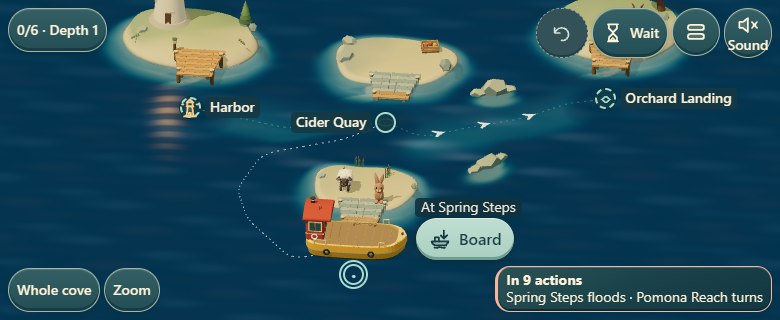 0/6 · Depth 1
Wait
Sound
Harbor
Cider Quay
Orchard Landing
At Spring Steps
Board
Whole cove
Zoom
In 9 actions
Spring Steps floods · Pomona Reach turns